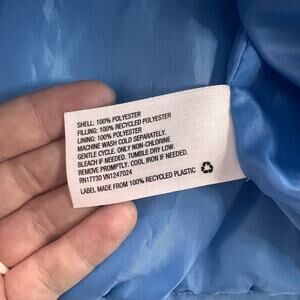 SHELL: 100% POLYESTER
FILLING: 100% RECYCLED POLYESTER
LINING: 100% POLYESTER
MACHINE WASH COLD SEPARATELY.
GENTLE CYCLE. ONLY NON-CHLORINE
BLEACH IF NEEDED. TUMBLE DRY LOW.
REMOVE PROMPTLY. COOL IRON IF NEEDED.
RN17730 VN1247024
LABEL MADE FROM 100% RECYCLED PLASTIC